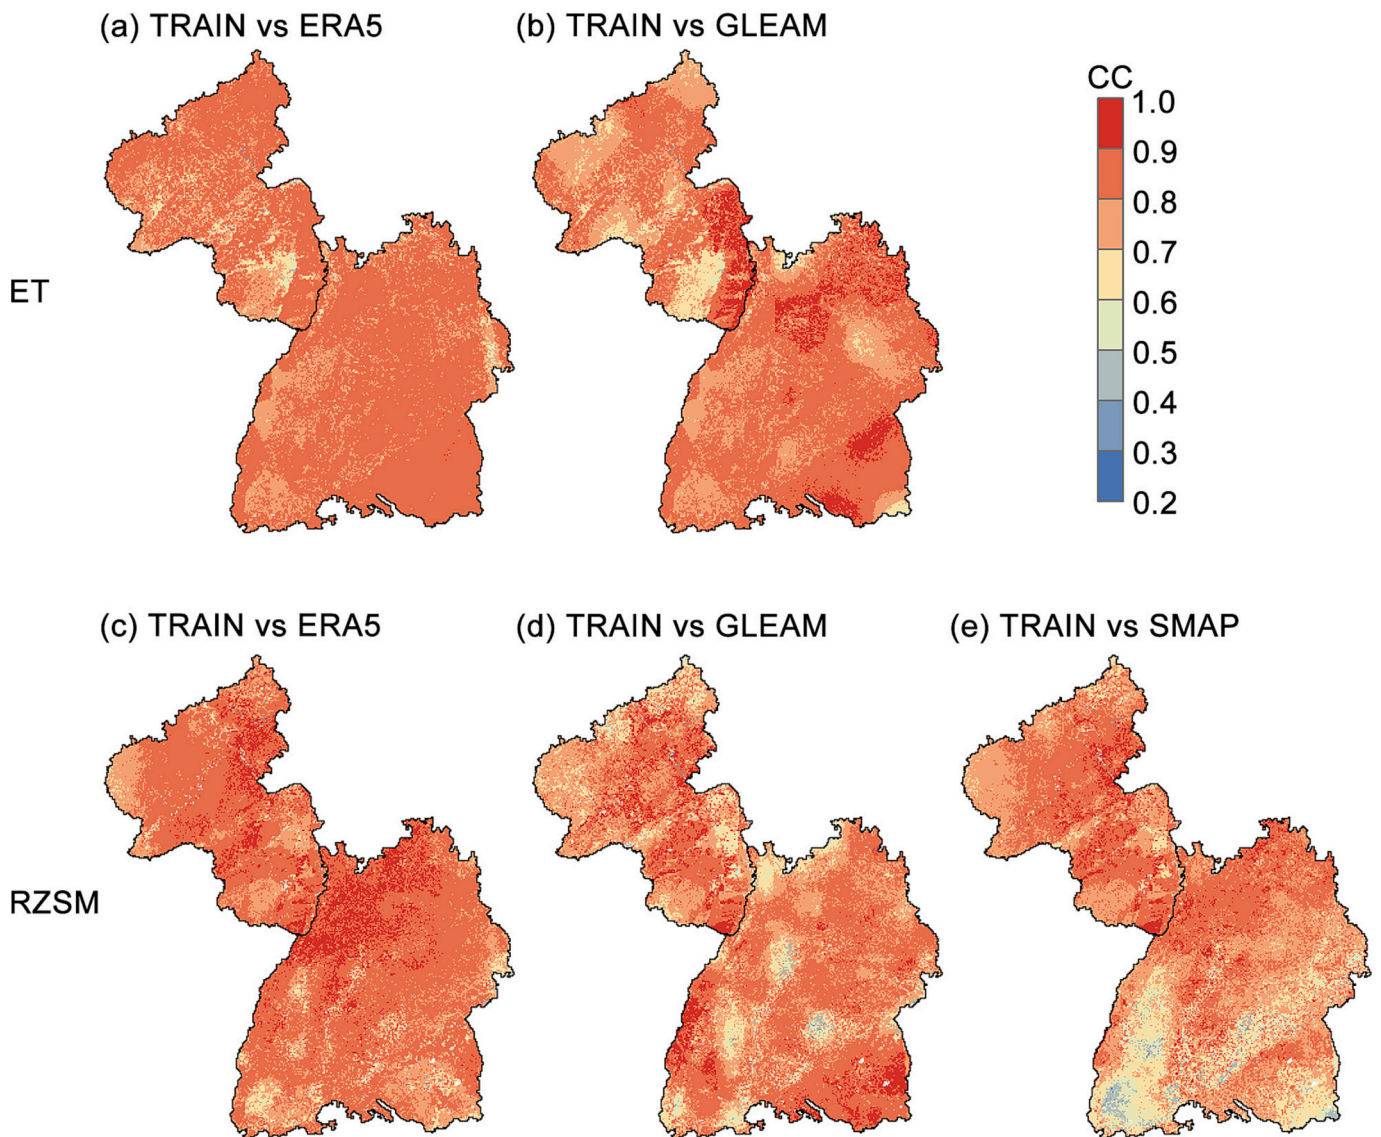 (a) TRAIN vs ERA5
(b) TRAIN vs GLEAM
CC
1.0
0.9
0.8
0.7
0.6
0.5
0.4
0.3
0.2
ET
(c) TRAIN vs ERA5
(d) TRAIN vs GLEAM
(e) TRAIN vs SMAP
RZSM